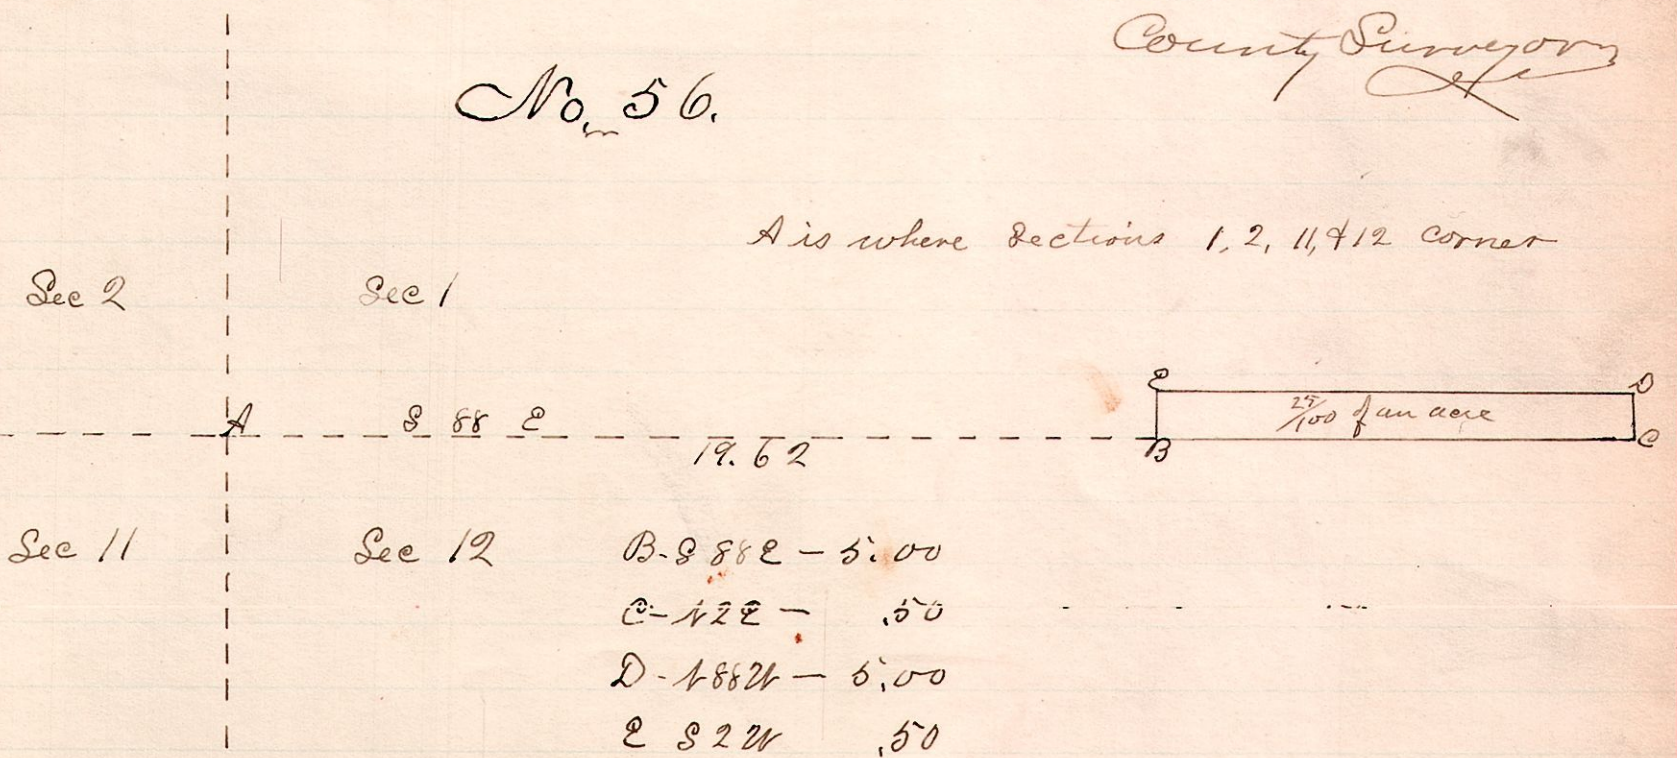 County Surveyor
No. 56.
A is where Sections 1, 2, 11, & 12 corner
Sec 2
Sec 1
E
D
25/100 of an acre
A
S 88 E
19.62
B
C
Sec 11
Sec 12
B - S 88 E — 5.00
C - N 2 E — .50
D - N 88 W — 5.00
E S 2 W .50